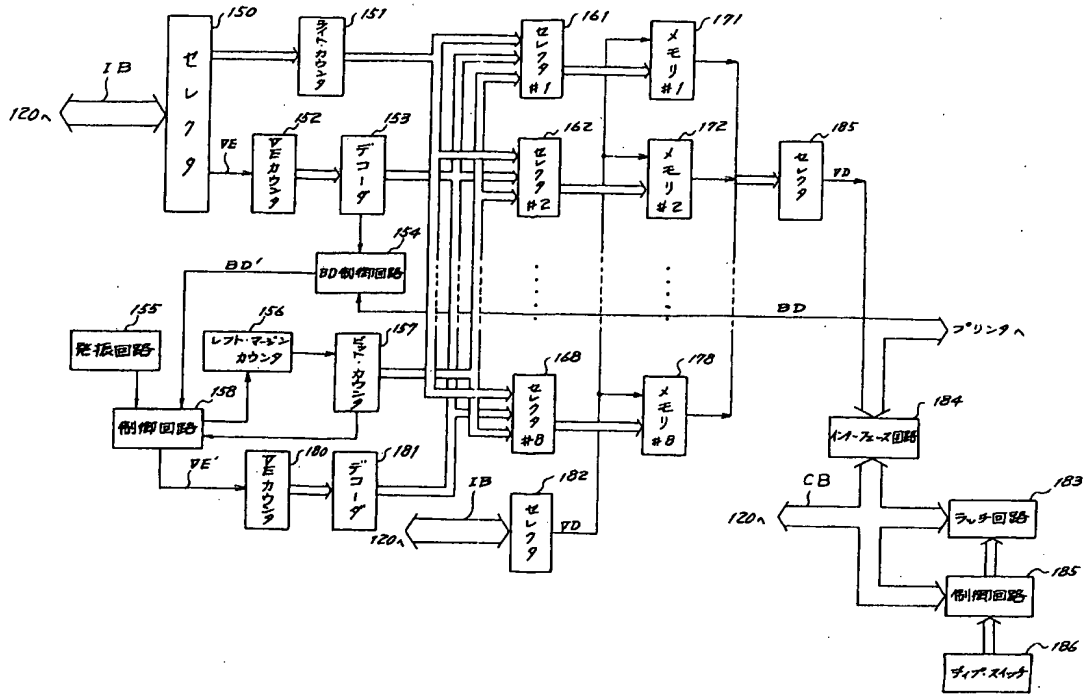 150
セレクタ
IB
120へ
151
ライト・カウンタ
161
セレクタ
#1
171
メモリ
#1
VE
152
VEカウンタ
153
デコーダ
162
セレクタ
#2
172
メモリ
#2
185
セレクタ
VD
154
BD制御回路
BD'
BD
プリンタへ
155
発振回路
156
レフト・マージン
カウンタ
157
ビット・カウンタ
158
制御回路
168
セレクタ
#8
178
メモリ
#8
184
インターフェーズ回路
VE'
180
VEカウンタ
181
デコーダ
IB
120へ
182
セレクタ
VD
CB
120へ
183
ラッチ回路
185
制御回路
186
ディプ・スイッチ